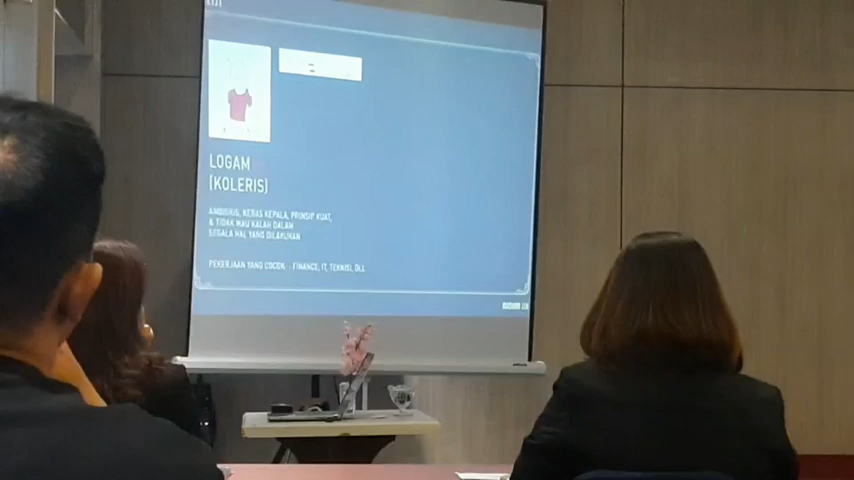 LOGAM
(KOLERIS)
AMBISIUS, KERAS KEPALA, PRINSIP KUAT,
& TIDAK MAU KALAH DALAM
SEGALA HAL YANG DILAKUKAN
PEKERJAAN YANG COCOK : FINANCE, IT, TEKNISI, DLL